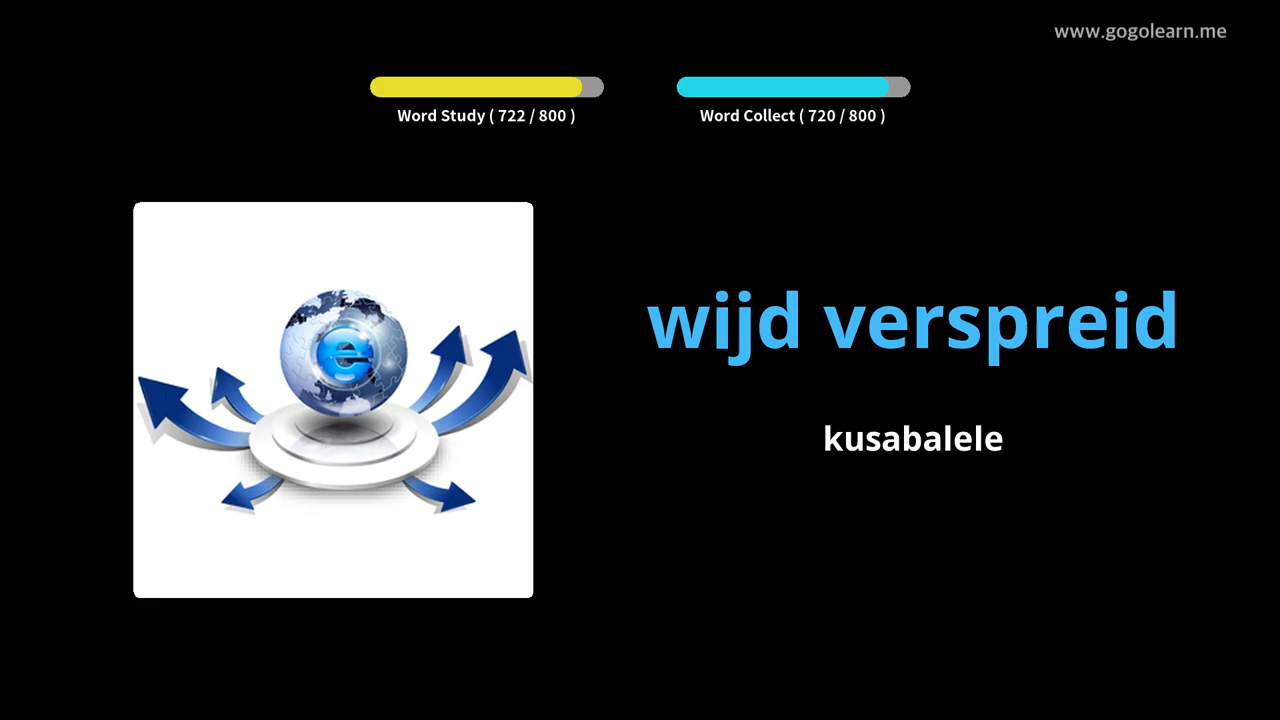 www.gogolearn.me
Word Study ( 722 / 800 )
Word Collect ( 720 / 800 )
e
wijd verspreid
kusabalele